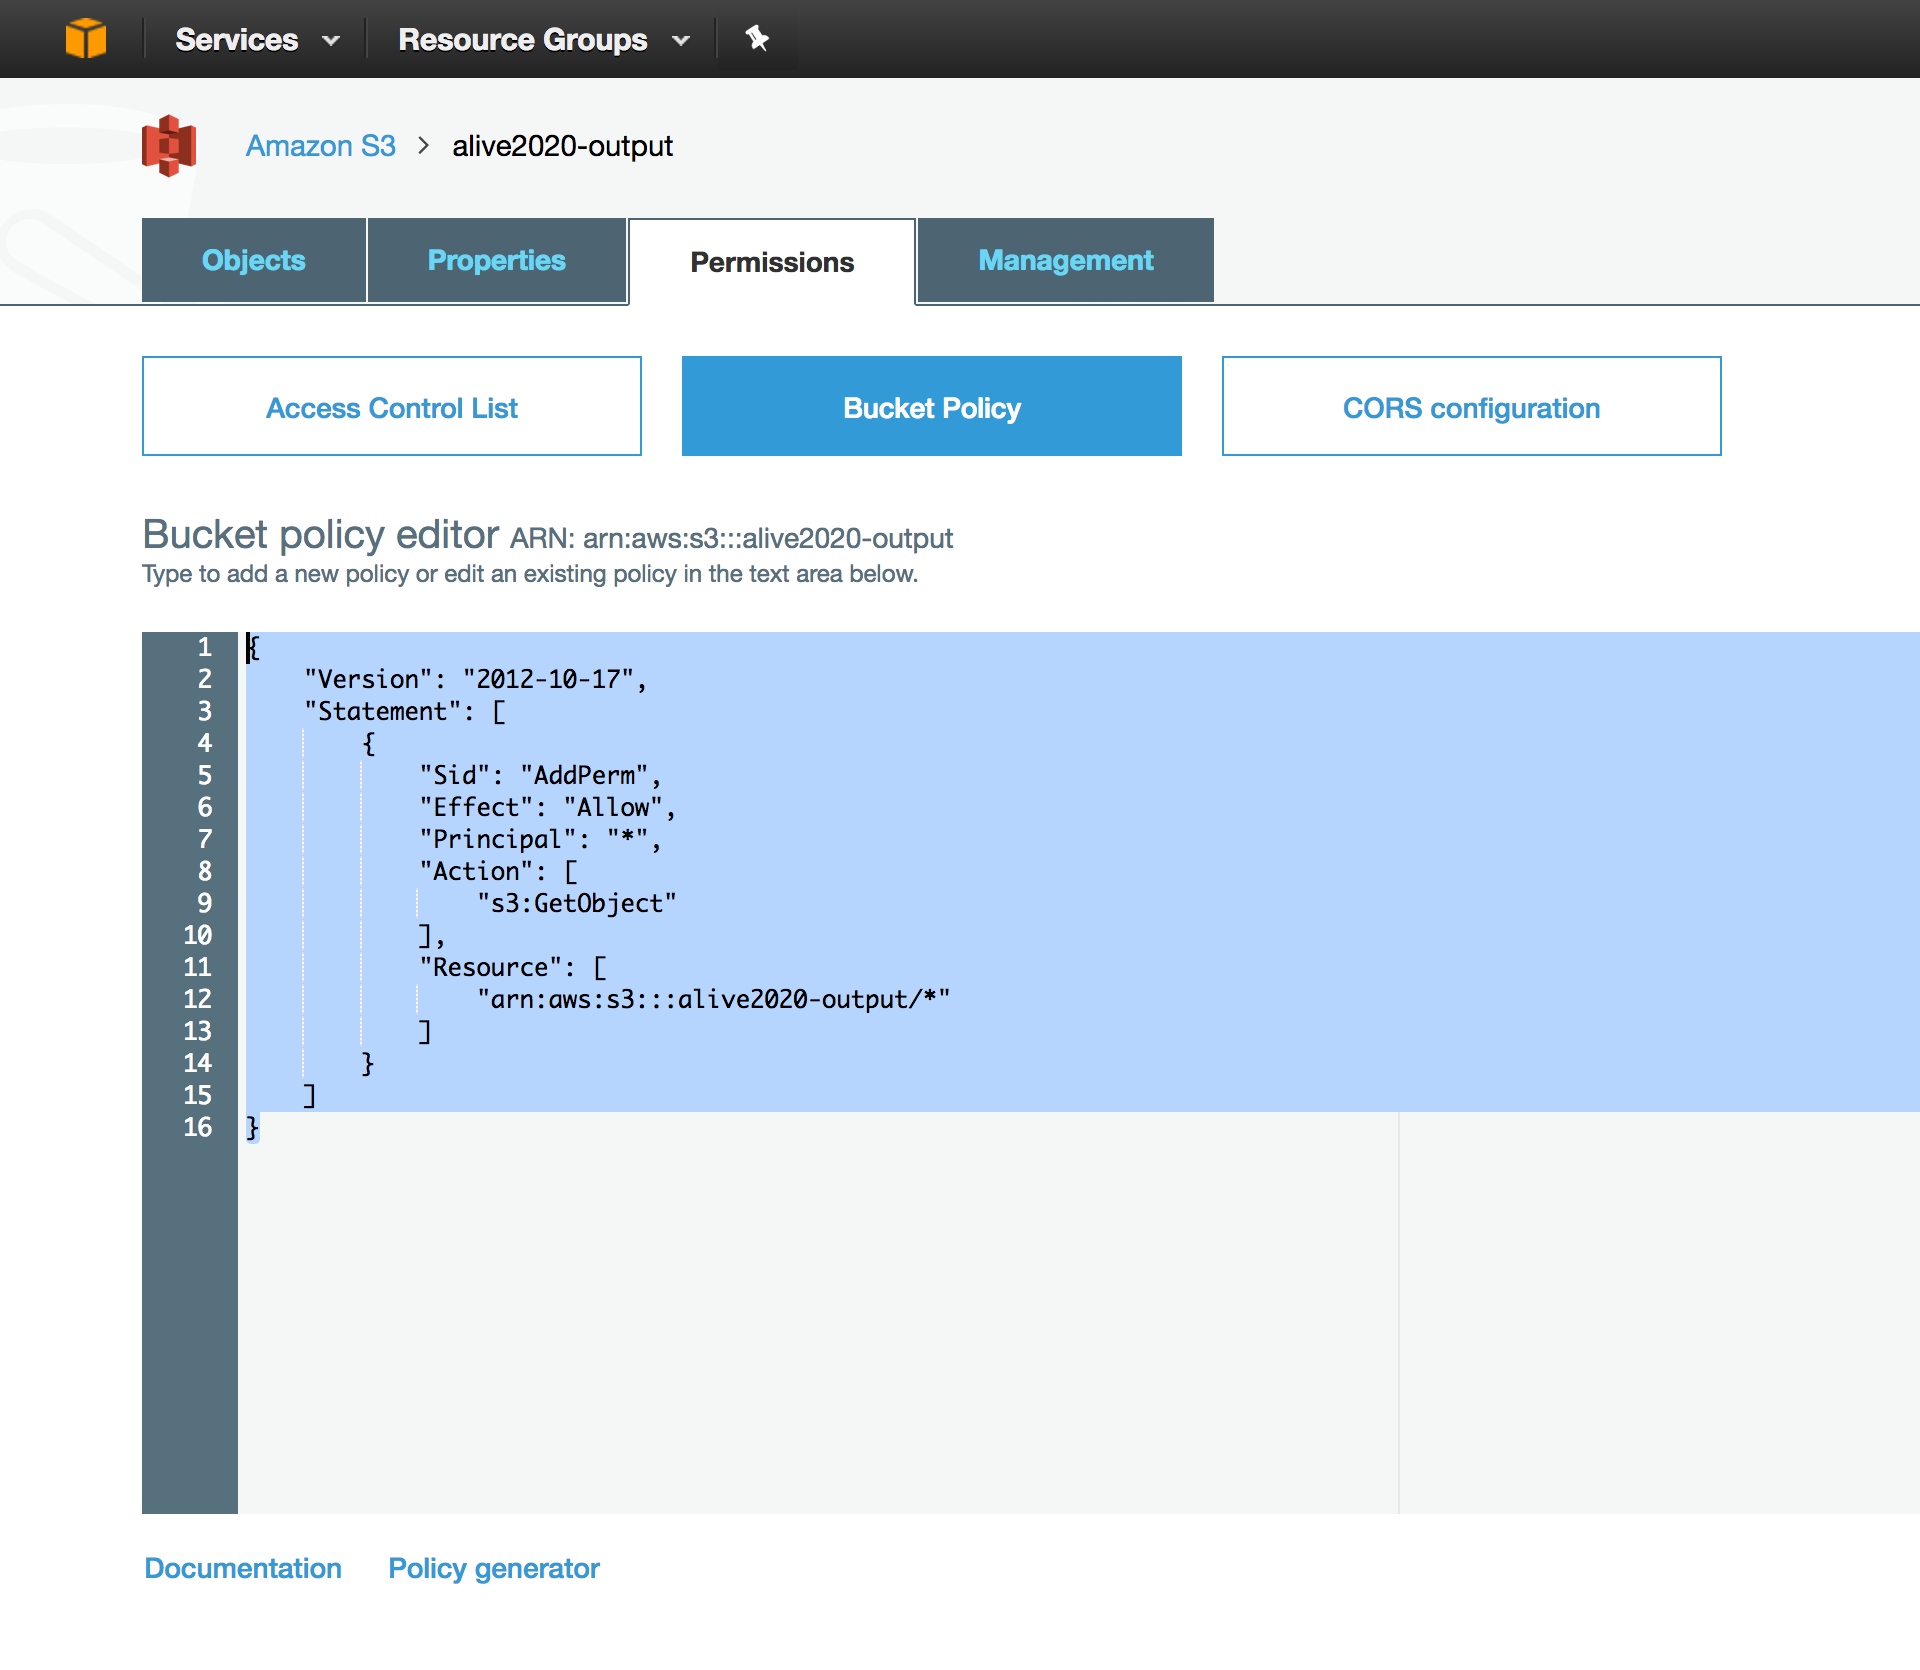 Services Resource Groups
Amazon S3 > alive2020-output
Objects Properties Permissions Management
Access Control List Bucket Policy CORS configuration
Bucket policy editor ARN: arn:aws:s3:::alive2020-output
Type to add a new policy or edit an existing policy in the text area below.
1 {
2     "Version": "2012-10-17",
3     "Statement": [
4         {
5             "Sid": "AddPerm",
6             "Effect": "Allow",
7             "Principal": "*",
8             "Action": [
9                 "s3:GetObject"
10             ],
11             "Resource": [
12                 "arn:aws:s3:::alive2020-output/*"
13             ]
14         }
15     ]
16 }
Documentation Policy generator